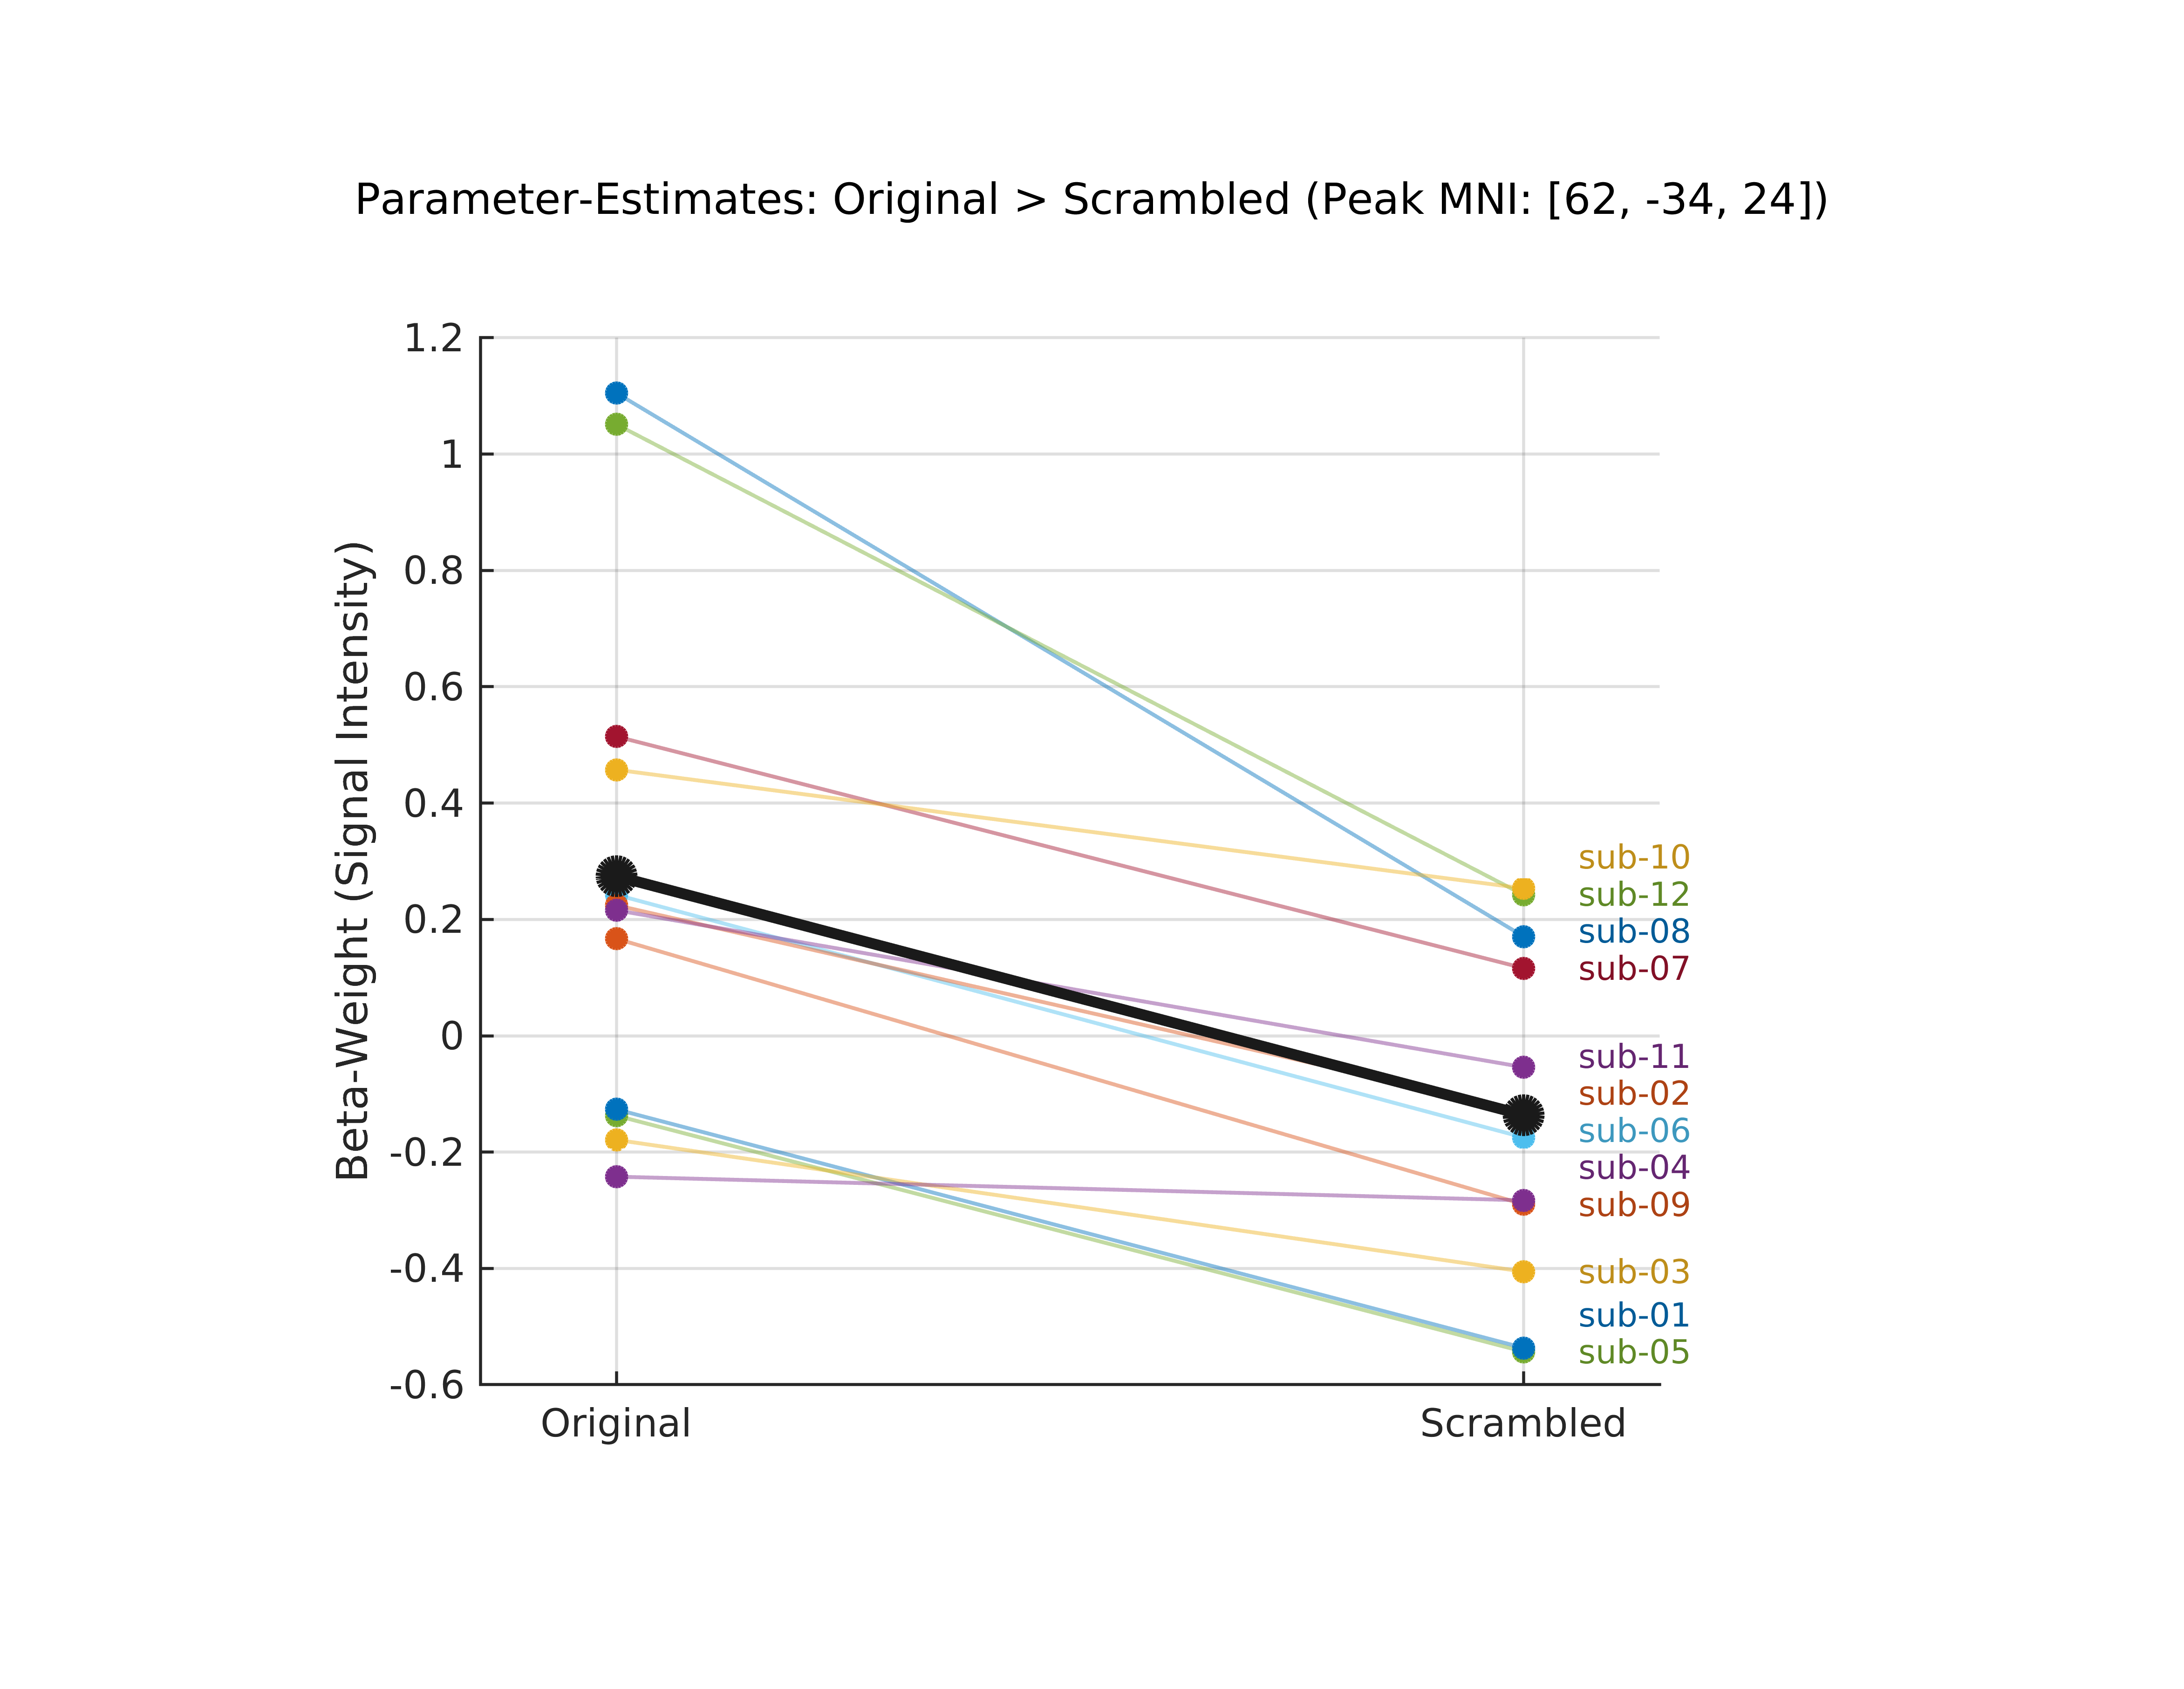 Parameter-Estimates: Original > Scrambled (Peak MNI: [62, -34, 24])
Beta-Weight (Signal Intensity)
1.2
1
0.8
0.6
0.4
0.2
0
-0.2
-0.4
-0.6
sub-10
sub-12
sub-08
sub-07
sub-11
sub-02
sub-06
sub-04
sub-09
sub-03
sub-01
sub-05
Original
Scrambled